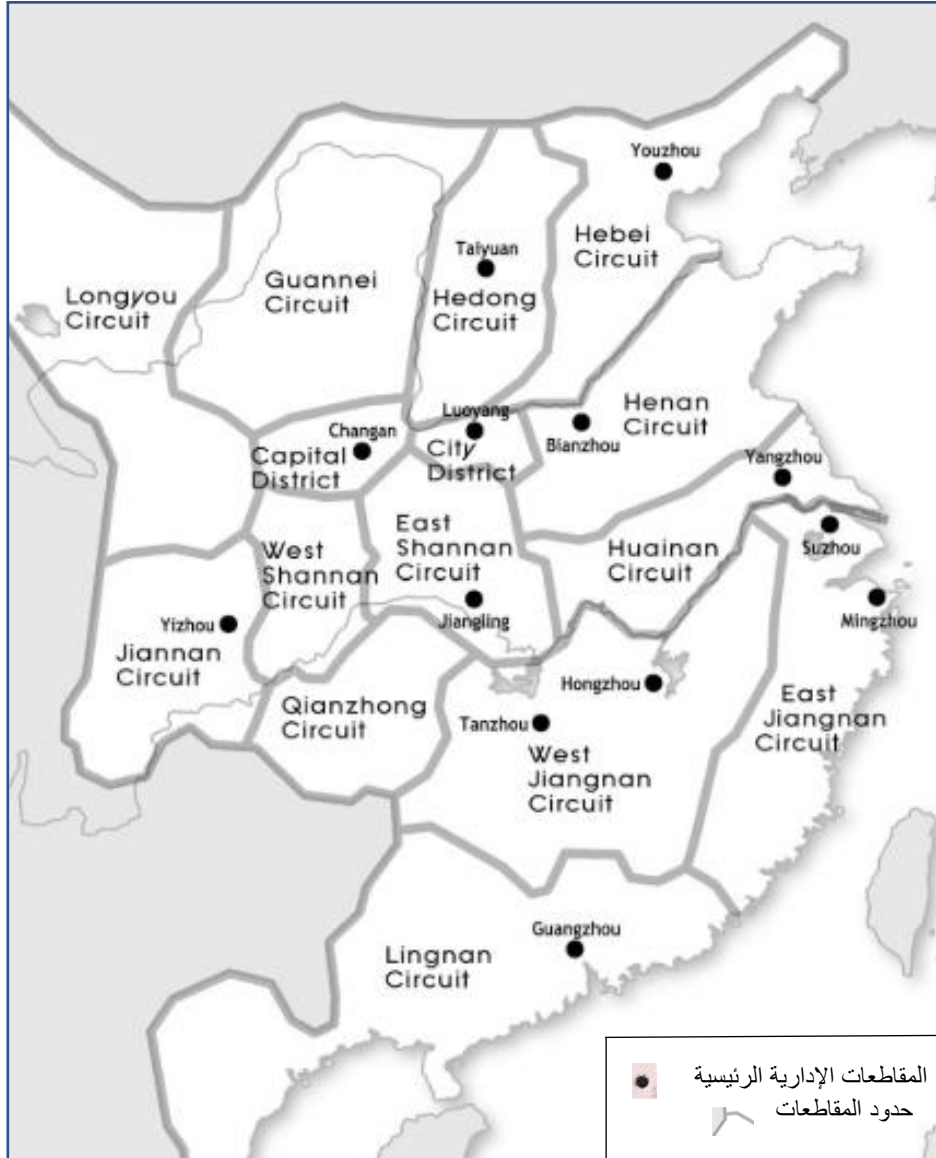 Youzhou
Hebei
Circuit
Taiyuan
Hedong
Circuit
Guannei
Circuit
Longyou
Circuit
Henan
Circuit
Luoyang
City
District
Bianzhou
Changan
Capital
District
Yangzhou
Suzhou
Mingzhou
East
Shannan
Circuit
Jiangling
West
Shannan
Circuit
Huainan
Circuit
Yizhou
Jiannan
Circuit
Qianzhong
Circuit
Hongzhou
Tanzhou
West
Jiangnan
Circuit
East
Jiangnan
Circuit
Guangzhou
Lingnan
Circuit
المقاطعات الإدارية الرئيسية
حدود المقاطعات